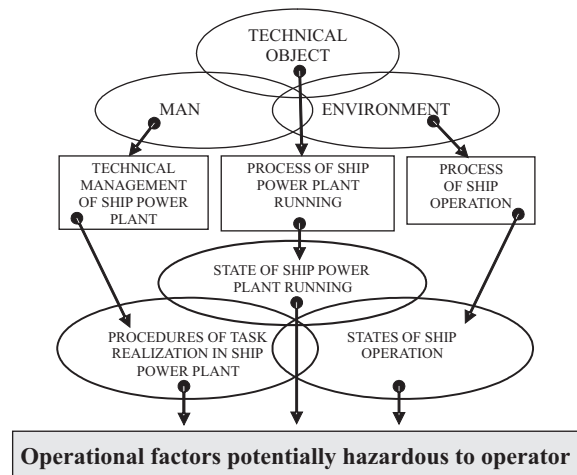 TECHNICAL
OBJECT
MAN
ENVIRONMENT
TECHNICAL
MANAGEMENT
OF SHIP POWER
PLANT
PROCESS OF SHIP
POWER PLANT
RUNNING
PROCESS
OF SHIP
OPERATION
STATE OF SHIP POWER
PLANT RUNNING
PROCEDURES OF TASK
REALIZATION IN SHIP
POWER PLANT
STATES OF SHIP
OPERATION
Operational factors potentially hazardous to operator